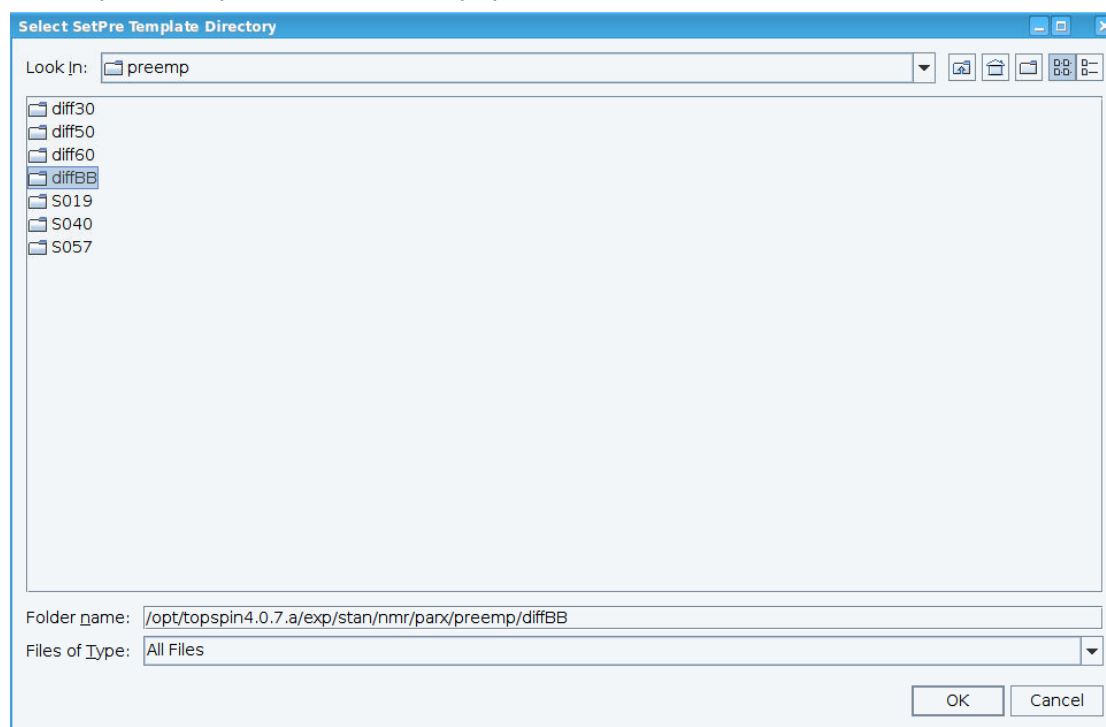 Select SetPre Template Directory
Look In: preemp
diff30
diff50
diff60
diffBB
S019
S040
S057
Folder name: /opt/topspin4.0.7.a/exp/stan/nmr/parx/preemp/diffBB
Files of Type: All Files
OK Cancel